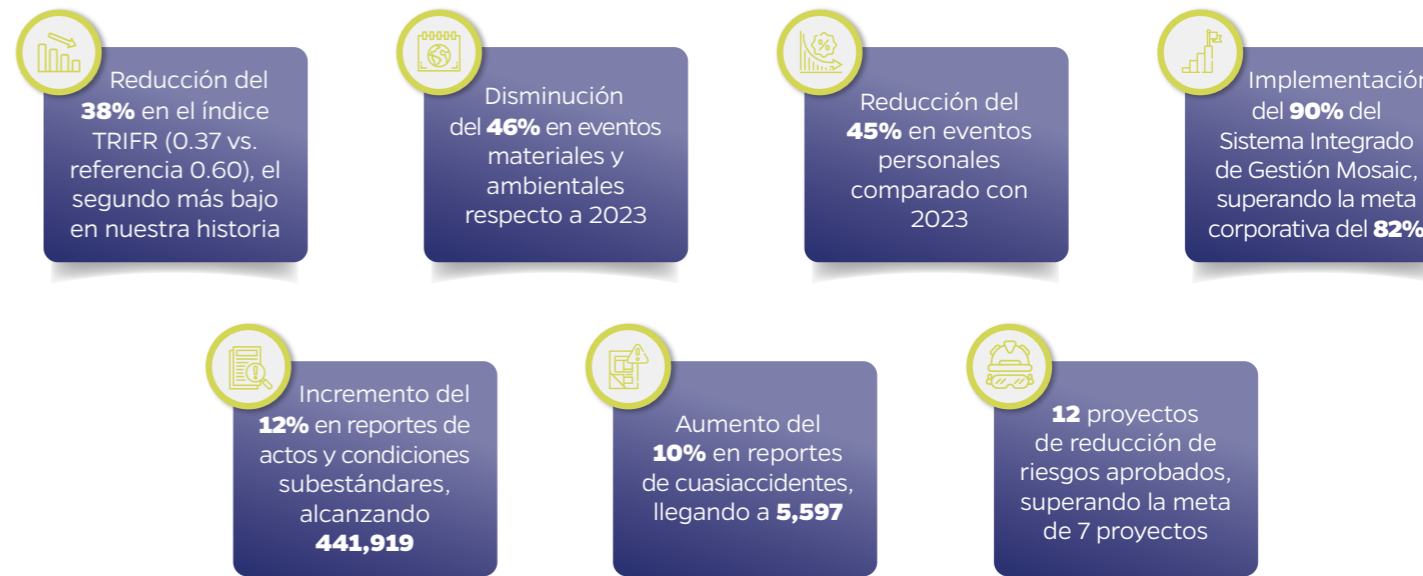 Reducción del
38% en el índice
TRIFR (0.37 vs.
referencia 0.60), el
segundo más bajo
en nuestra historia
Disminución
del 46% en eventos
materiales y
ambientales
respecto a 2023
Reducción del
45% en eventos
personales
comparado con
2023
Implementación
del 90% del
Sistema Integrado
de Gestión Mosaic,
superando la meta
corporativa del 82%
Incremento del
12% en reportes de
actos y condiciones
subestándares,
alcanzando
441,919
Aumento del
10% en reportes
de cuasiaccidentes,
llegando a 5,597
12 proyectos
de reducción de
riesgos aprobados,
superando la meta
de 7 proyectos